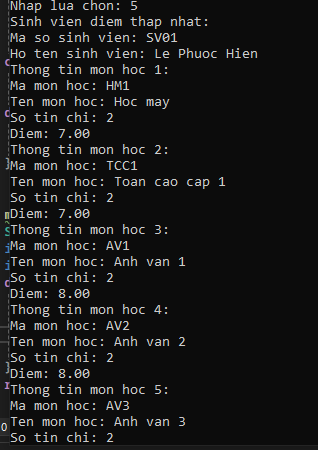 Nhap lua chon: 5
Sinh vien diem thap nhat:
Ma so sinh vien: SV01
Ho ten sinh vien: Le Phuoc Hien
Thong tin mon hoc 1:
Ma mon hoc: HM1
Ten mon hoc: Hoc may
So tin chi: 2
Diem: 7.00
Thong tin mon hoc 2:
Ma mon hoc: TCC1
Ten mon hoc: Toan cao cap 1
So tin chi: 2
Diem: 7.00
Thong tin mon hoc 3:
Ma mon hoc: AV1
Ten mon hoc: Anh van 1
So tin chi: 2
Diem: 8.00
Thong tin mon hoc 4:
Ma mon hoc: AV2
Ten mon hoc: Anh van 2
So tin chi: 2
Diem: 8.00
Thong tin mon hoc 5:
Ma mon hoc: AV3
Ten mon hoc: Anh van 3
So tin chi: 2